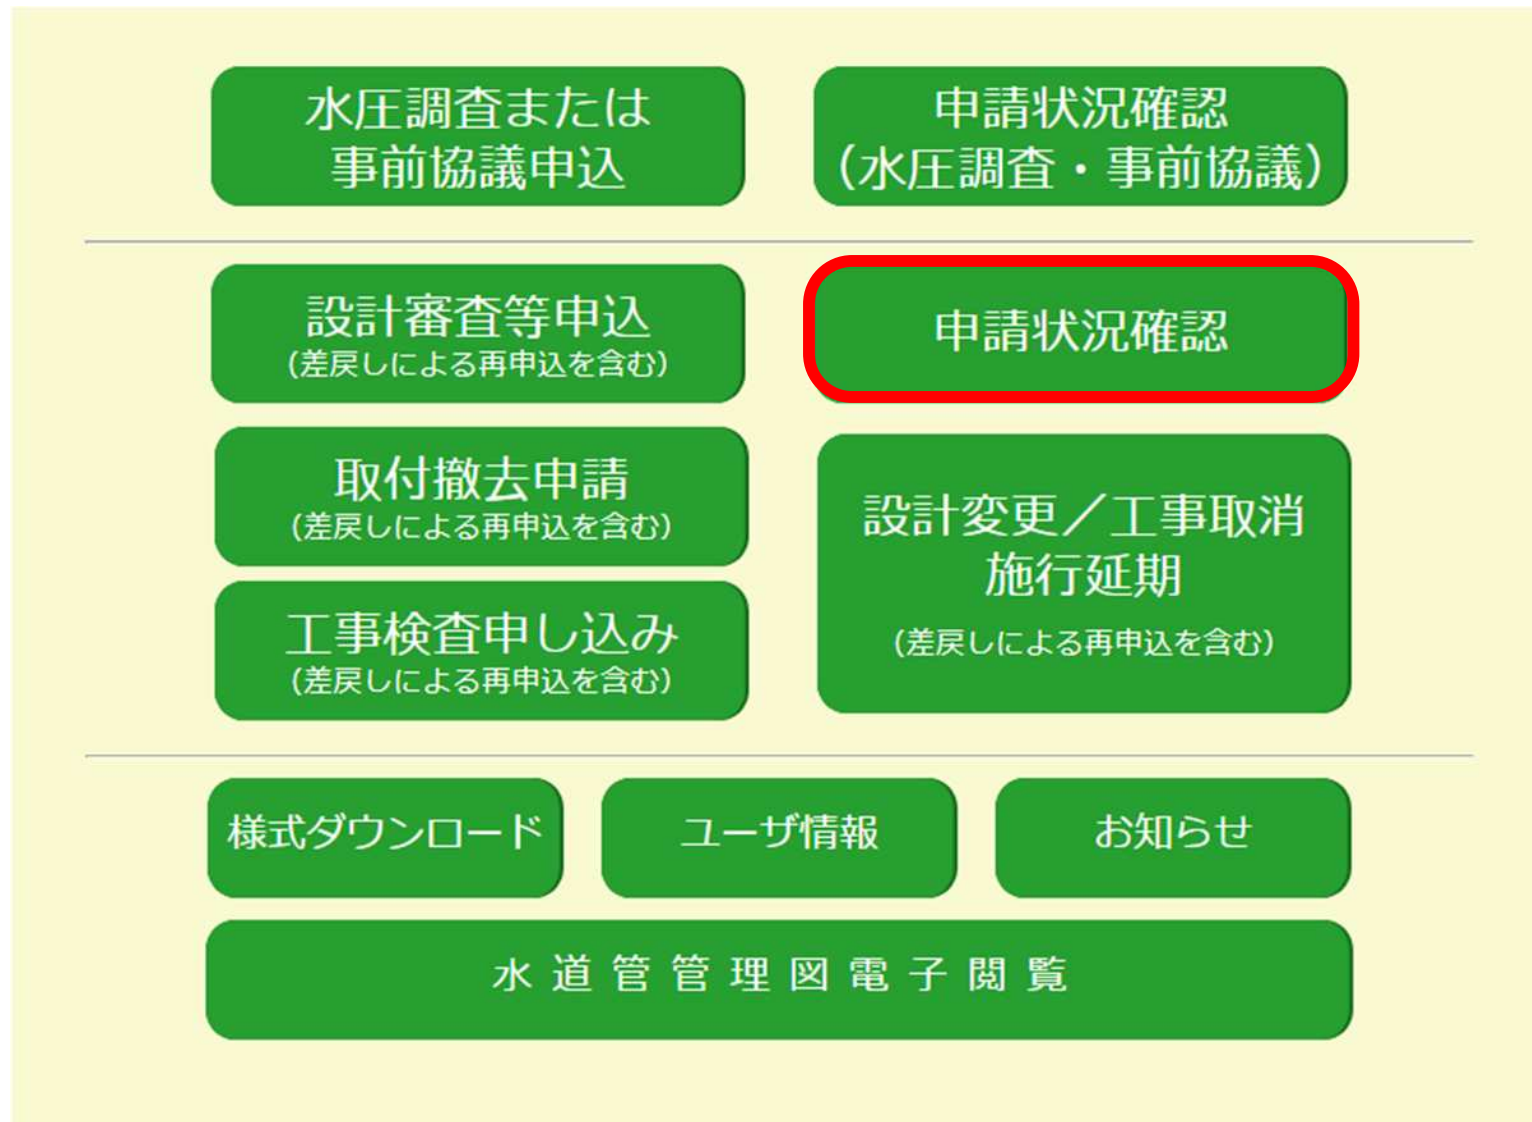 水圧調査または
事前協議申込
申請状況確認
(水圧調査・事前協議)
設計審査等申込
(差戻しによる再申込を含む)
申請状況確認
取付撤去申請
(差戻しによる再申込を含む)
設計変更／工事取消
施行延期
(差戻しによる再申込を含む)
工事検査申し込み
(差戻しによる再申込を含む)
様式ダウンロード
ユーザ情報
お知らせ
水道管管理図電子閲覧